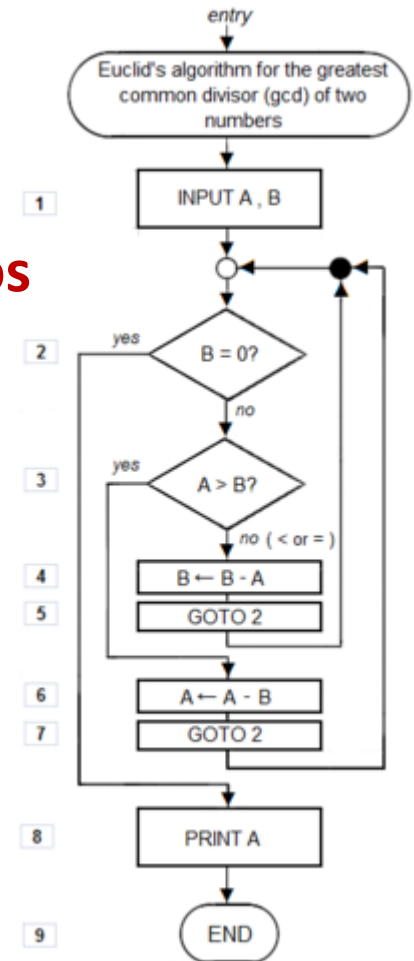 entry
Euclid's algorithm for the greatest
common divisor (gcd) of two
numbers
1
INPUT A , B
2
yes
B = 0?
no
3
yes
A > B?
no ( < or = )
4
B ← B - A
5
GOTO 2
6
A ← A - B
7
GOTO 2
8
PRINT A
9
END